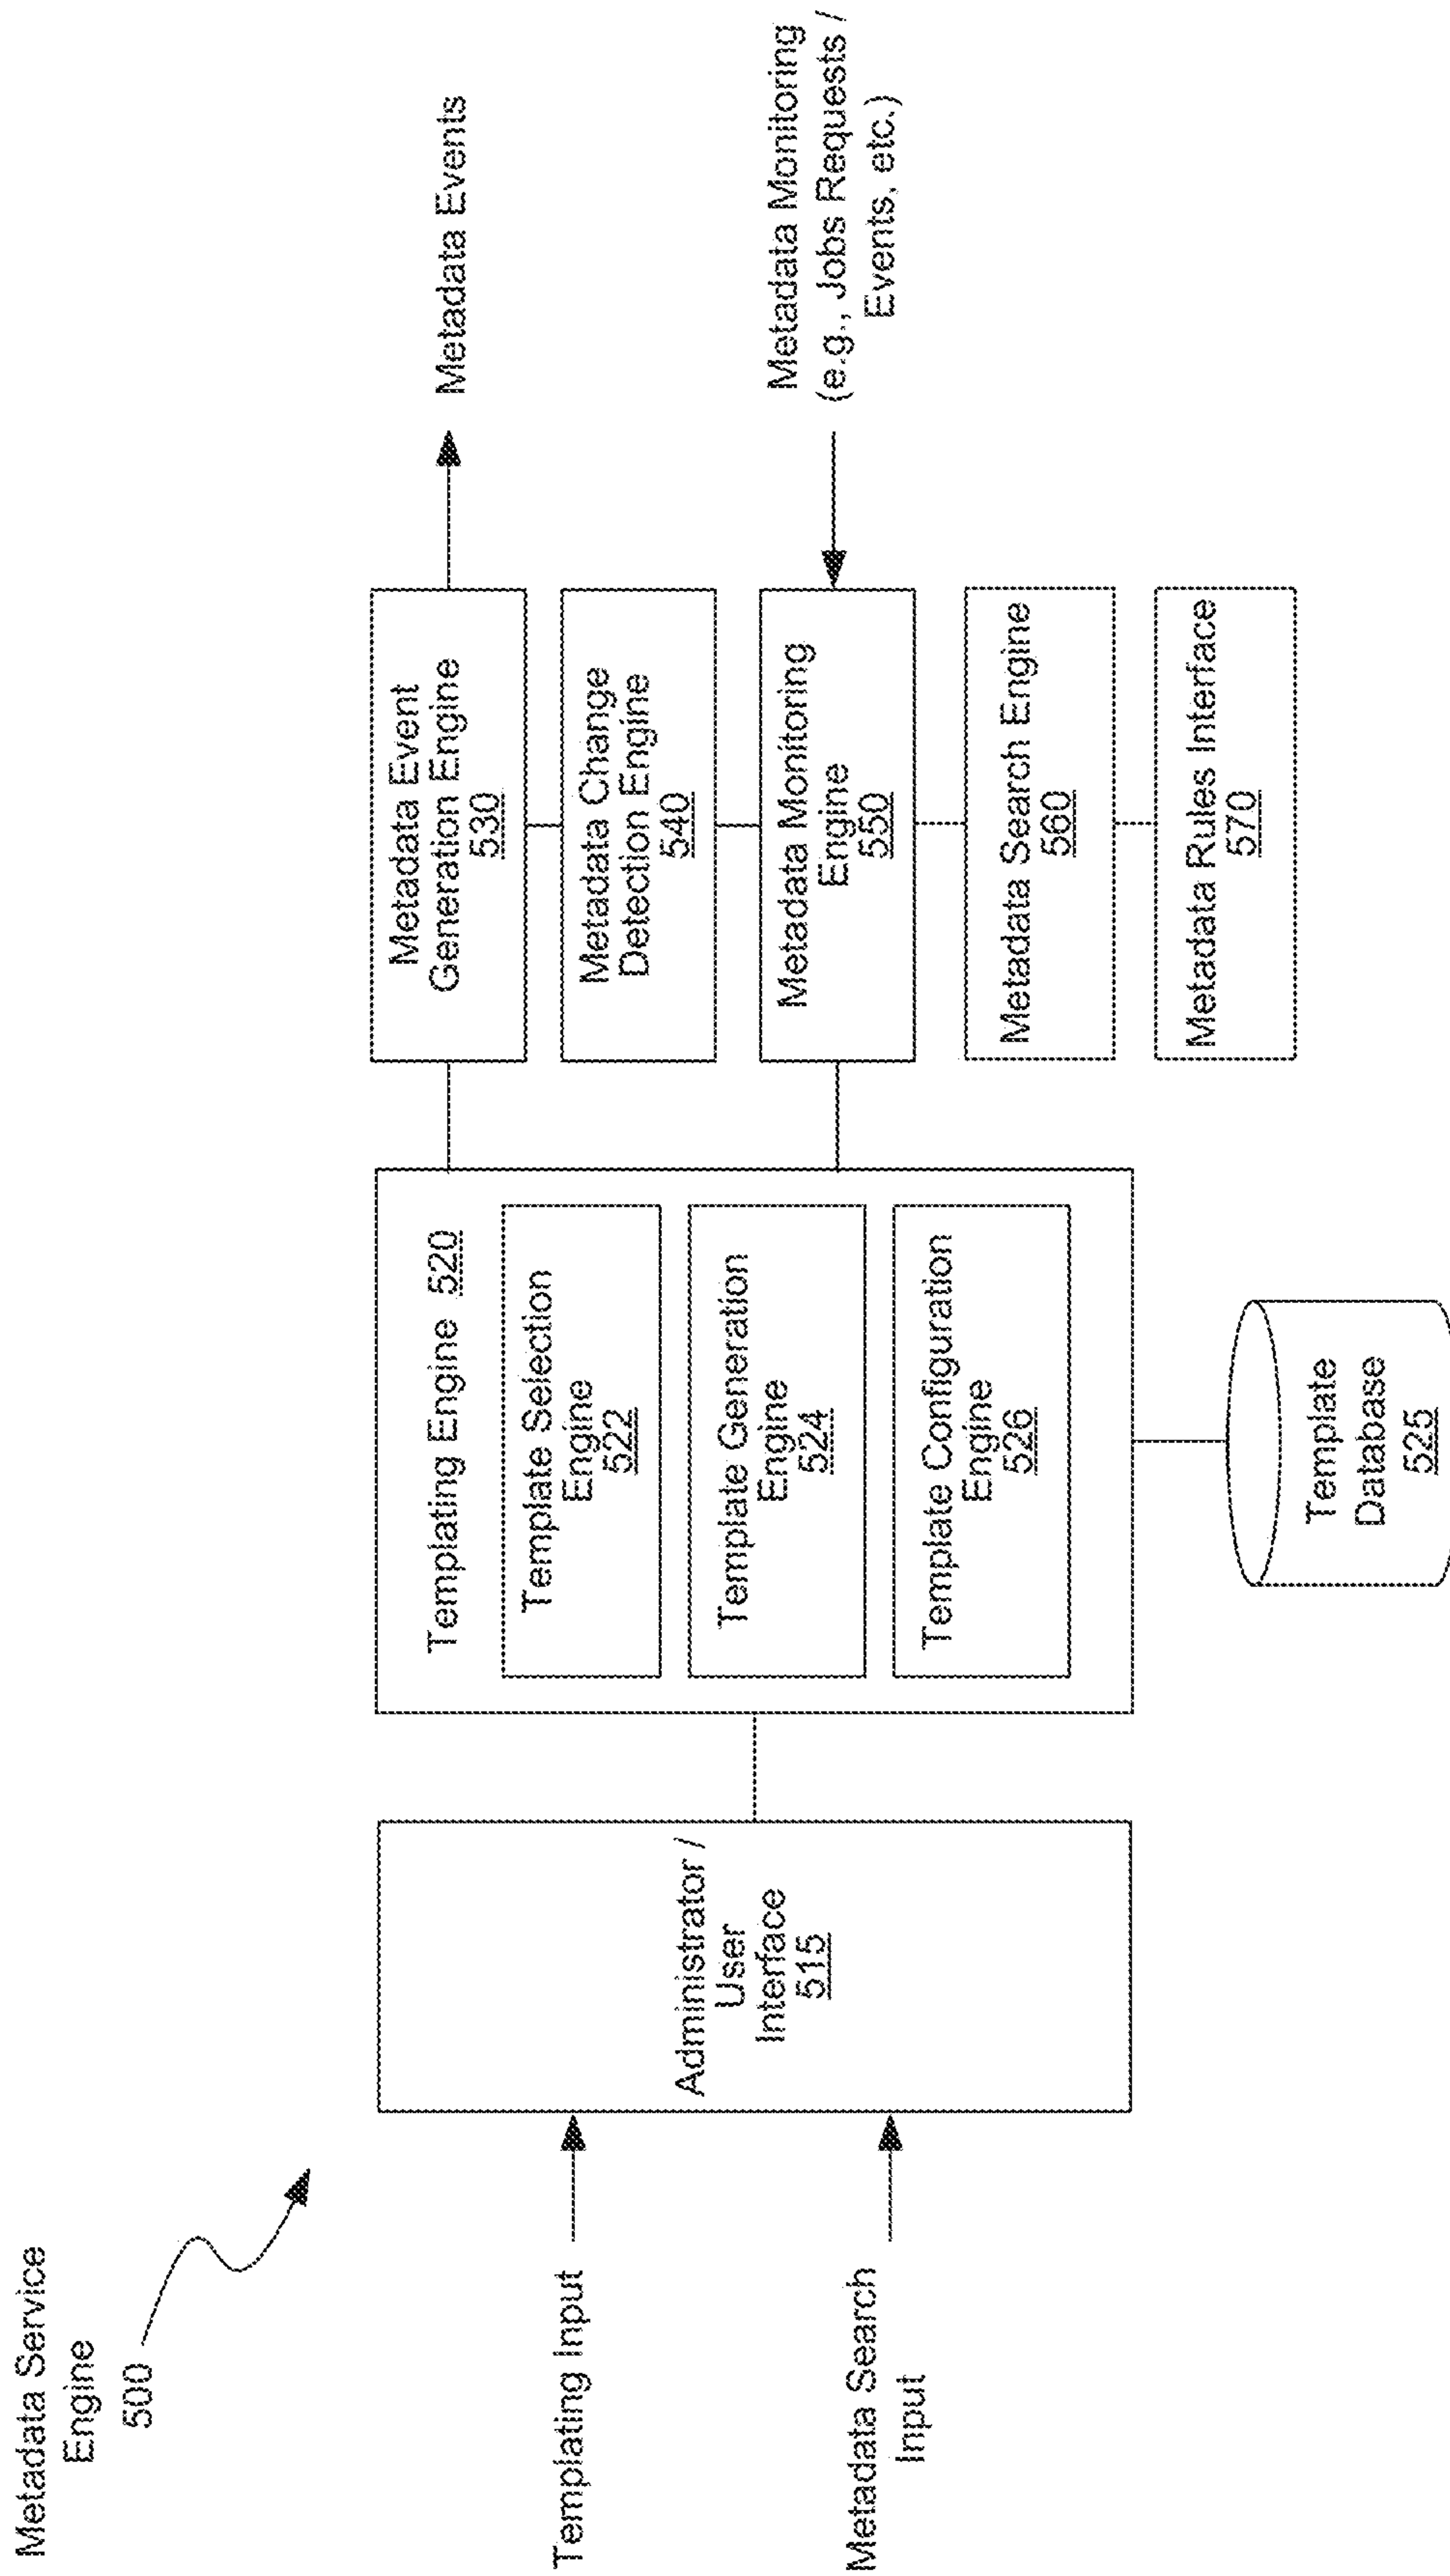 Metadata Service
Engine
500
Templating Input
Metadata Search
Input
Administrator /
User
Interface
515
Templating Engine 520
Template Selection
Engine
522
Template Generation
Engine
524
Template Configuration
Engine
526
Template
Database
525
Metadata Event
Generation Engine
530
Metadata Change
Detection Engine
540
Metadata Monitoring
Engine
550
Metadata Search Engine
560
Metadata Rules Interface
570
Metadata Events
Metadata Monitoring
(e.g., Jobs Requests /
Events, etc.)